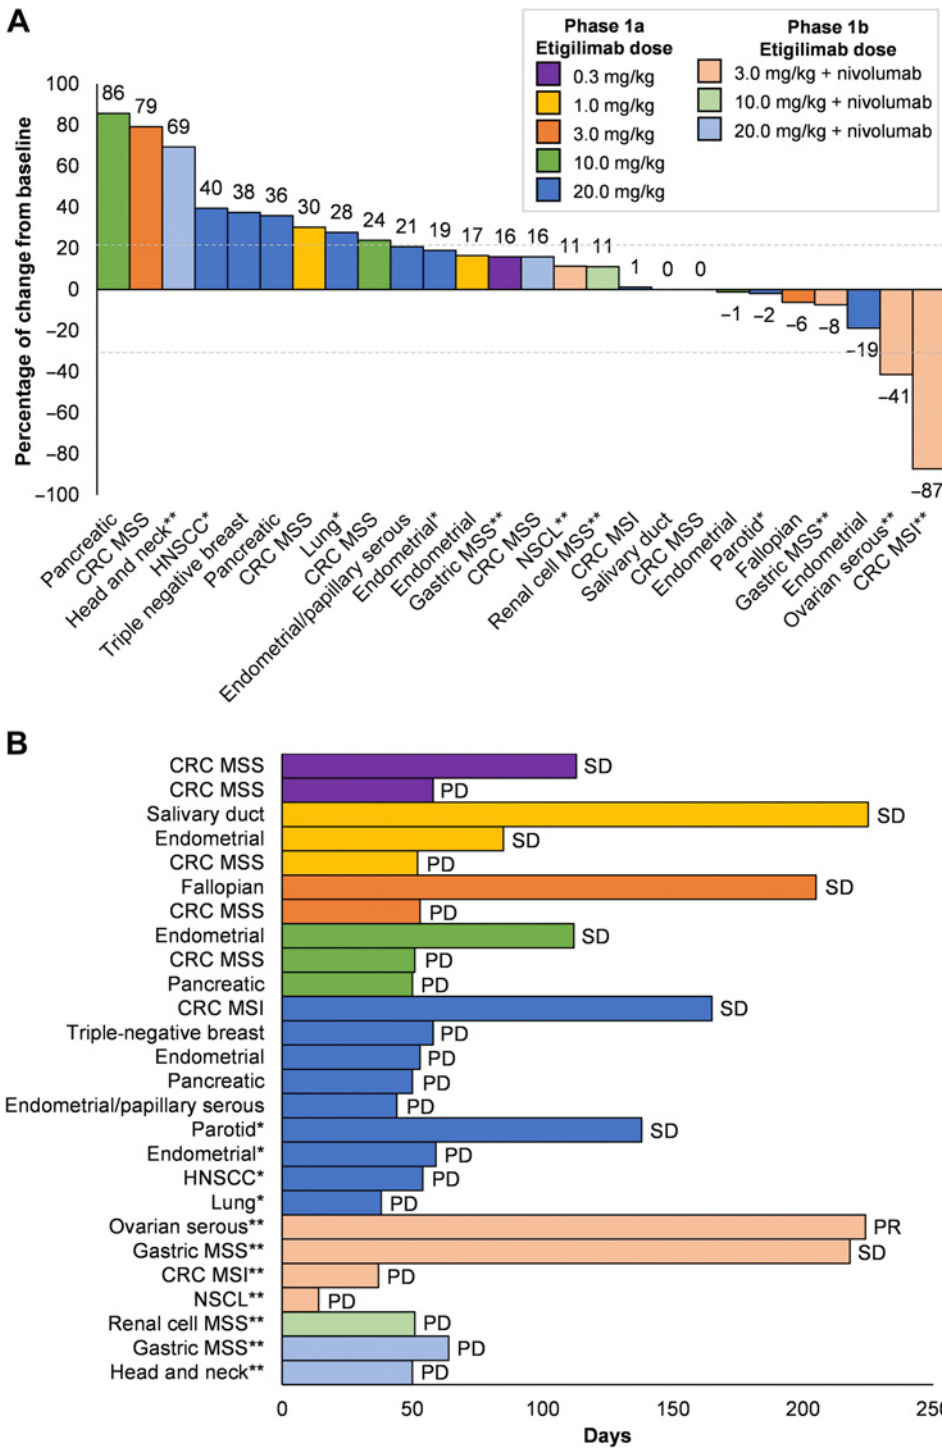 A
Phase 1a
Etigilimab dose
0.3 mg/kg
1.0 mg/kg
3.0 mg/kg
10.0 mg/kg
20.0 mg/kg
Phase 1b
Etigilimab dose
3.0 mg/kg + nivolumab
10.0 mg/kg + nivolumab
20.0 mg/kg + nivolumab
Percentage of change from baseline
100
80
60
40
20
0
−20
−40
−60
−80
−100
86
79
69
40
38
36
30
28
24
21
19
17
16
16
11
11
1
0
0
−1
−2
−6
−8
−19
−41
−87
Pancreatic
CRC MSS
Head and neck**
HNSCC*
Triple negative breast
Pancreatic
CRC MSS
Lung*
CRC MSS
Endometrial/papillary serous
Endometrial*
Endometrial
Gastric MSS**
CRC MSS
NSCL**
Renal cell MSS**
CRC MSI
Salivary duct
CRC MSS
Endometrial
Parotid*
Fallopian
Gastric MSS**
Endometrial
Ovarian serous**
CRC MSI**
B
CRC MSS SD
CRC MSS PD
Salivary duct SD
Endometrial SD
CRC MSS PD
Fallopian SD
CRC MSS PD
Endometrial SD
CRC MSS PD
Pancreatic PD
CRC MSI SD
Triple-negative breast PD
Endometrial PD
Pancreatic PD
Endometrial/papillary serous PD
Parotid* SD
Endometrial* PD
HNSCC* PD
Lung* PD
Ovarian serous** PR
Gastric MSS** SD
CRC MSI** PD
NSCL** PD
Renal cell MSS** PD
Gastric MSS** PD
Head and neck** PD
0 50 100 150 200 250
Days